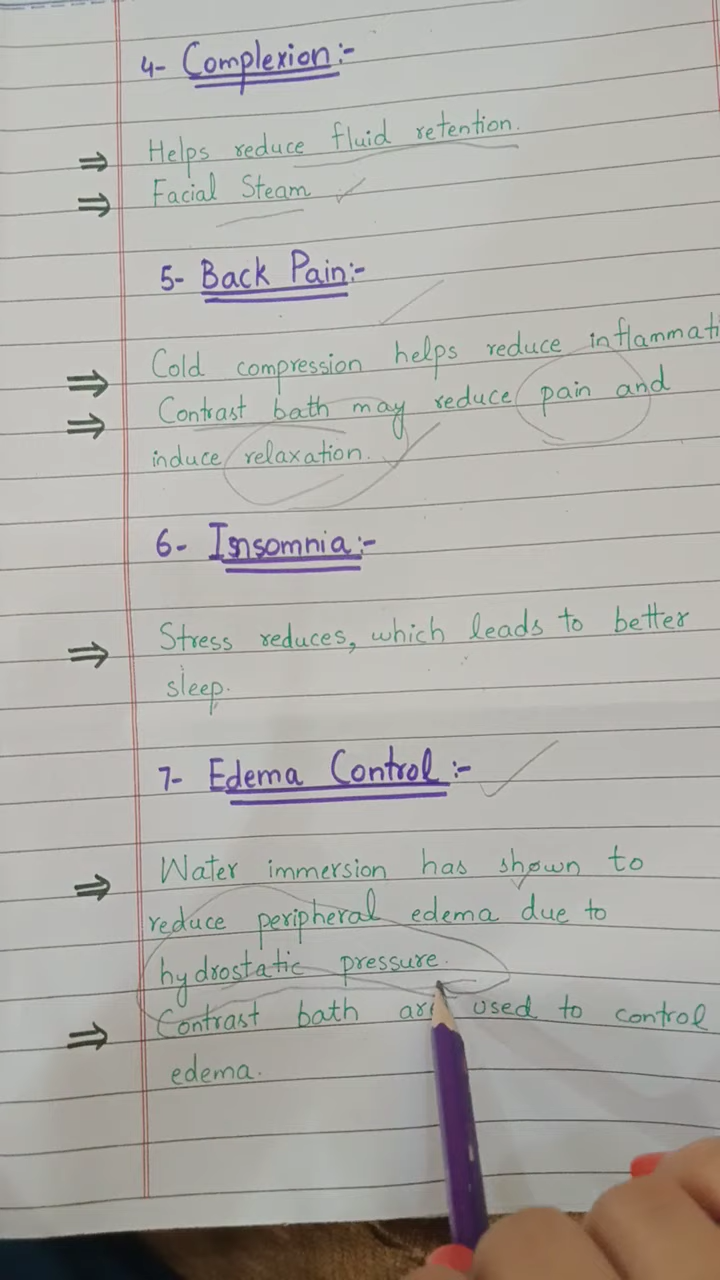 4- Complexion:-
⇒ Helps reduce fluid retention.
⇒ Facial Steam
5- Back Pain:-
⇒ Cold compression helps reduce inflammati
⇒ Contrast bath may reduce pain and
induce relaxation.
6- Insomnia:-
⇒ Stress reduces, which leads to better
sleep.
7- Edema Control:-
⇒ Water immersion has shown to
reduce peripheral edema due to
hydrostatic pressure.
⇒ Contrast bath are used to control
edema.